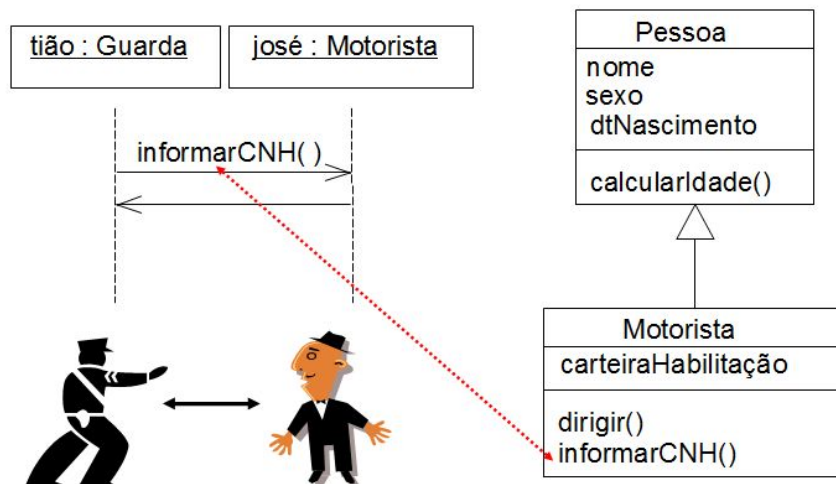 tião : Guarda
josé : Motorista
informarCNH( )
Pessoa
nome
sexo
dtNascimento
calcularIdade()
Motorista
carteiraHabilitação
dirigir()
informarCNH()